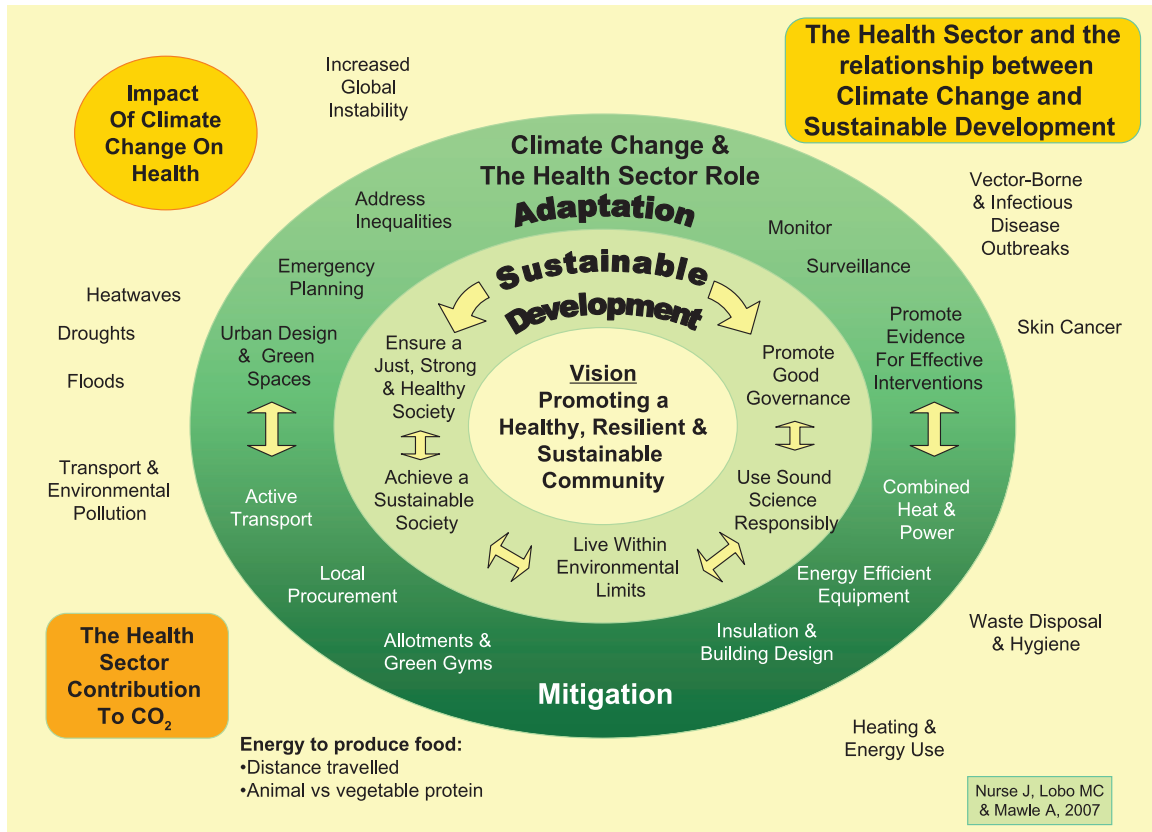 The Health Sector and the
relationship between
Climate Change and
Sustainable Development
Impact
Of Climate
Change On
Health
Increased
Global
Instability
Climate Change &
The Health Sector Role
Adaptation
Address
Inequalities
Monitor
Vector-Borne
& Infectious
Disease
Outbreaks
Emergency
Planning
Surveillance
Sustainable
Development
Heatwaves
Droughts
Floods
Urban Design
& Green
Spaces
Ensure a
Just, Strong
& Healthy
Society
Vision
Promoting a
Healthy, Resilient &
Sustainable
Community
Promote
Good
Governance
Promote
Evidence
For Effective
Interventions
Skin Cancer
Transport &
Environmental
Pollution
Active
Transport
Achieve a
Sustainable
Society
Live Within
Environmental
Limits
Use Sound
Science
Responsibly
Combined
Heat &
Power
Local
Procurement
Energy Efficient
Equipment
Allotments &
Green Gyms
Insulation &
Building Design
Mitigation
Waste Disposal
& Hygiene
The Health
Sector
Contribution
To CO₂
Energy to produce food:
•Distance travelled
•Animal vs vegetable protein
Heating &
Energy Use
Nurse J, Lobo MC
& Mawle A, 2007